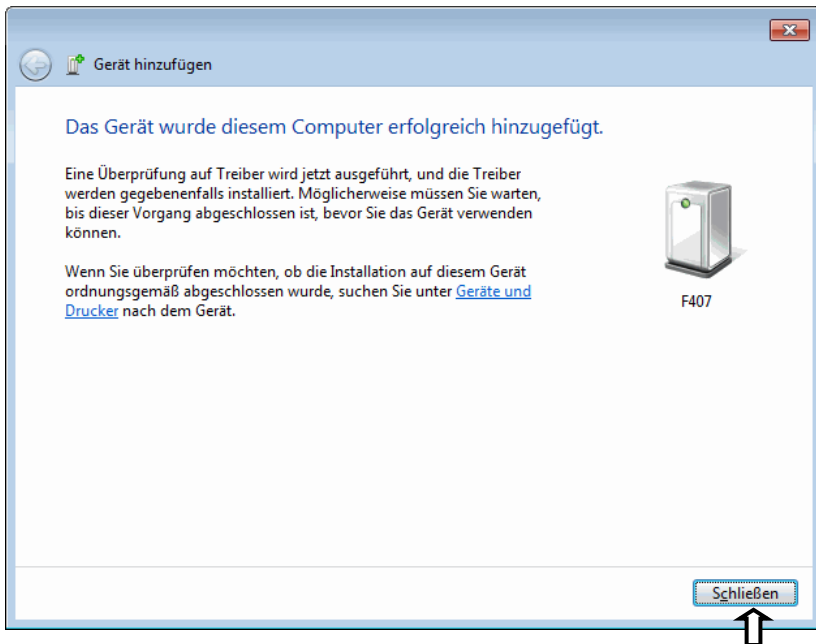 Gerät hinzufügen
Das Gerät wurde diesem Computer erfolgreich hinzugefügt.
Eine Überprüfung auf Treiber wird jetzt ausgeführt, und die Treiber
werden gegebenenfalls installiert. Möglicherweise müssen Sie warten,
bis dieser Vorgang abgeschlossen ist, bevor Sie das Gerät verwenden
können.
Wenn Sie überprüfen möchten, ob die Installation auf diesem Gerät
ordnungsgemäß abgeschlossen wurde, suchen Sie unter Geräte und
Drucker nach dem Gerät.
F407
Schließen